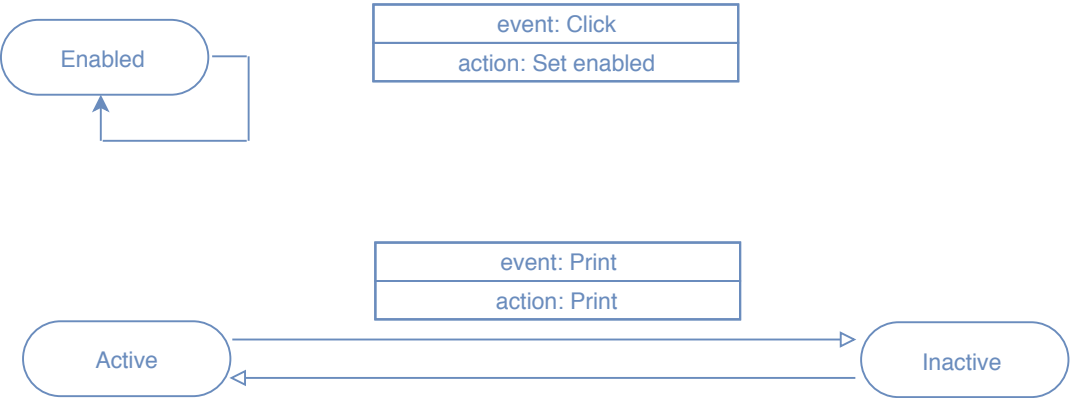 event: Click
Enabled
action: Set enabled
event: Print
action: Print
Active
Inactive